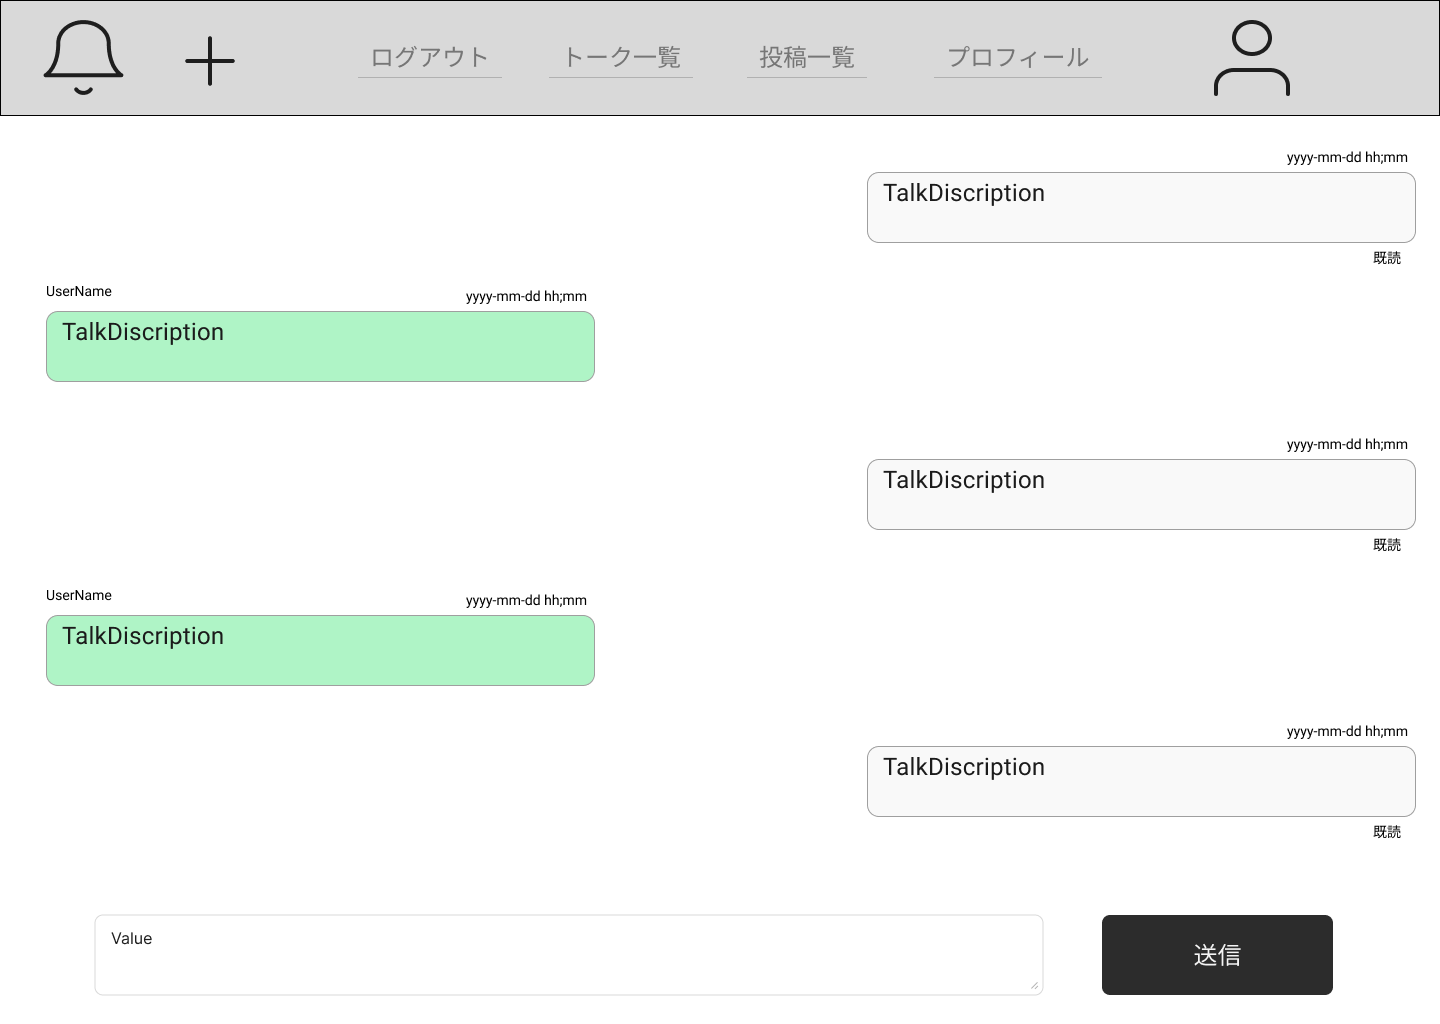 ログアウト
トーク一覧
投稿一覧
プロフィール
yyyy-mm-dd hh;mm
TalkDiscription
既読
UserName
yyyy-mm-dd hh;mm
TalkDiscription
yyyy-mm-dd hh;mm
TalkDiscription
既読
UserName
yyyy-mm-dd hh;mm
TalkDiscription
yyyy-mm-dd hh;mm
TalkDiscription
既読
Value
送信